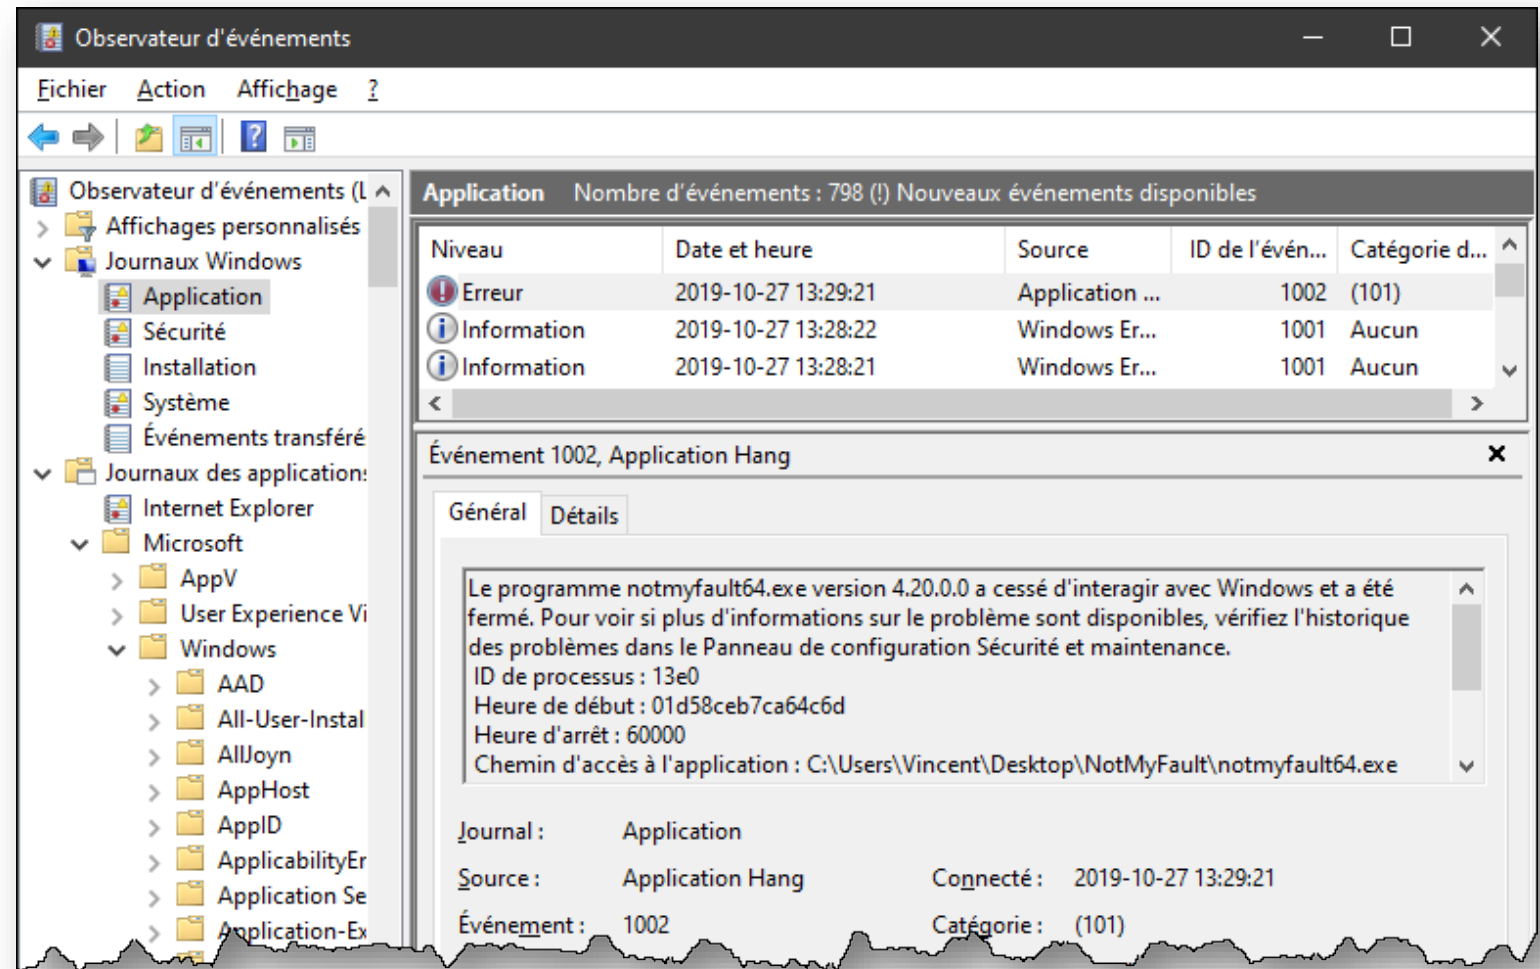 Observateur d'événements
Fichier Action Affichage ?
Observateur d'événements (L
Affichages personnalisés
Journaux Windows
Application
Sécurité
Installation
Système
Événements transféré
Journaux des application
Internet Explorer
Microsoft
AppV
User Experience Vi
Windows
AAD
All-User-Instal
AllJoyn
AppHost
AppID
ApplicabilityEr
Application Se
Application-Ex
Application Nombre d'événements : 798 (!) Nouveaux événements disponibles
Niveau Date et heure Source ID de l'évén... Catégorie d...
Erreur 2019-10-27 13:29:21 Application ... 1002 (101)
Information 2019-10-27 13:28:22 Windows Er... 1001 Aucun
Information 2019-10-27 13:28:21 Windows Er... 1001 Aucun
Événement 1002, Application Hang
Général Détails
Le programme notmyfault64.exe version 4.20.0.0 a cessé d'interagir avec Windows et a été
fermé. Pour voir si plus d'informations sur le problème sont disponibles, vérifiez l'historique
des problèmes dans le Panneau de configuration Sécurité et maintenance.
ID de processus : 13e0
Heure de début : 01d58ceb7ca64c6d
Heure d'arrêt : 60000
Chemin d'accès à l'application : C:\Users\Vincent\Desktop\NotMyFault\notmyfault64.exe
Journal : Application
Source : Application Hang Connecté : 2019-10-27 13:29:21
Événement : 1002 Catégorie : (101)